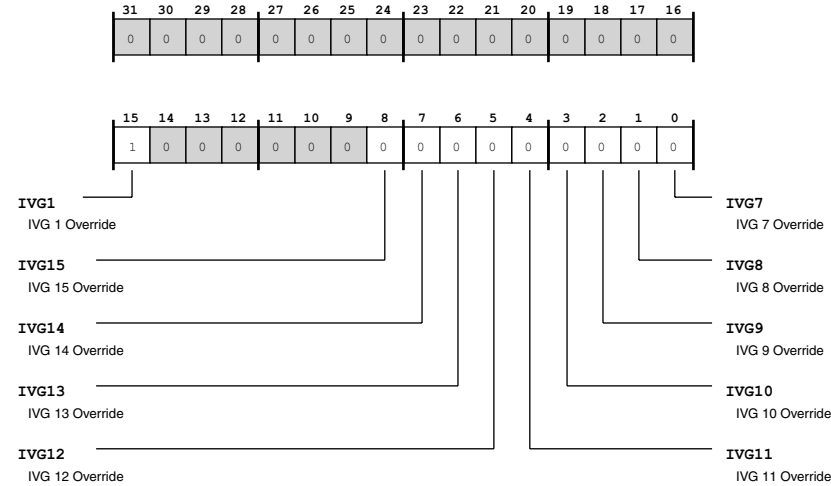 31 30 29 28 27 26 25 24 23 22 21 20 19 18 17 16
0 0 0 0 0 0 0 0 0 0 0 0 0 0 0 0
15 14 13 12 11 10 9 8 7 6 5 4 3 2 1 0
1 0 0 0 0 0 0 0 0 0 0 0 0 0 0 0
IVG1 IVG7
IVG 1 Override IVG 7 Override
IVG15 IVG8
IVG 15 Override IVG 8 Override
IVG14 IVG9
IVG 14 Override IVG 9 Override
IVG13 IVG10
IVG 13 Override IVG 10 Override
IVG12 IVG11
IVG 12 Override IVG 11 Override